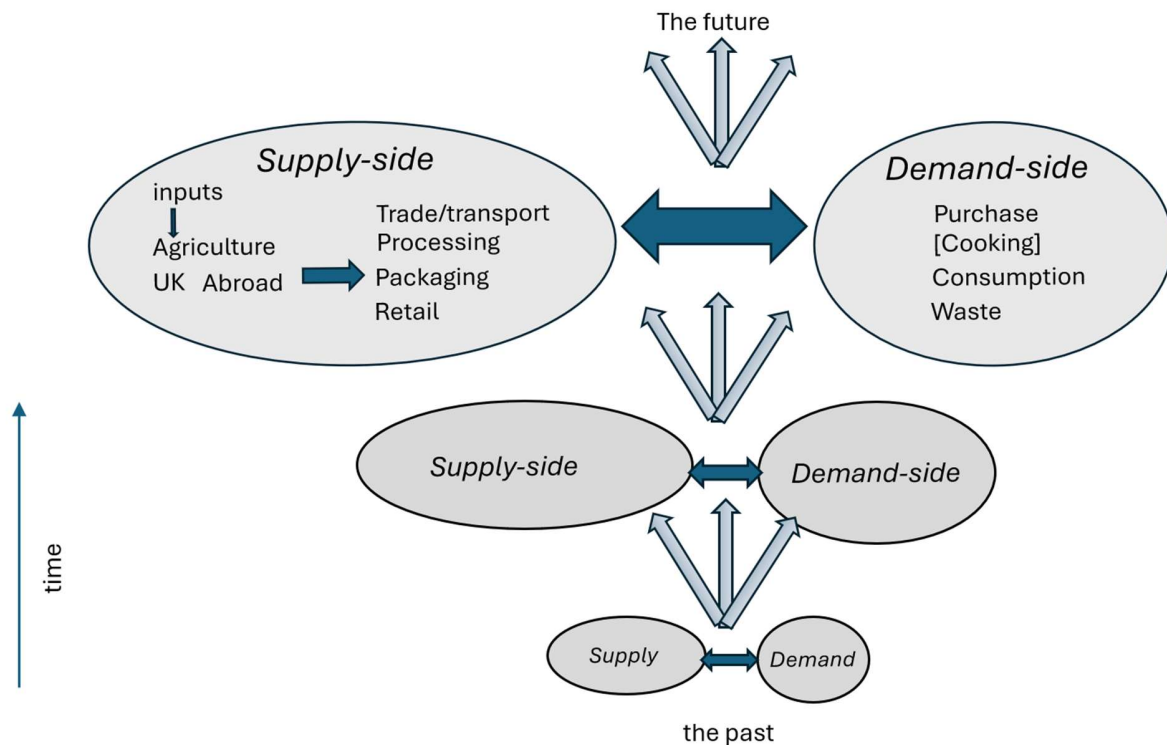 The future
Supply-side
inputs
Agriculture
UK Abroad
Trade/transport
Processing
Packaging
Retail
Demand-side
Purchase
[Cooking]
Consumption
Waste
Supply-side
Demand-side
time
Supply
Demand
the past